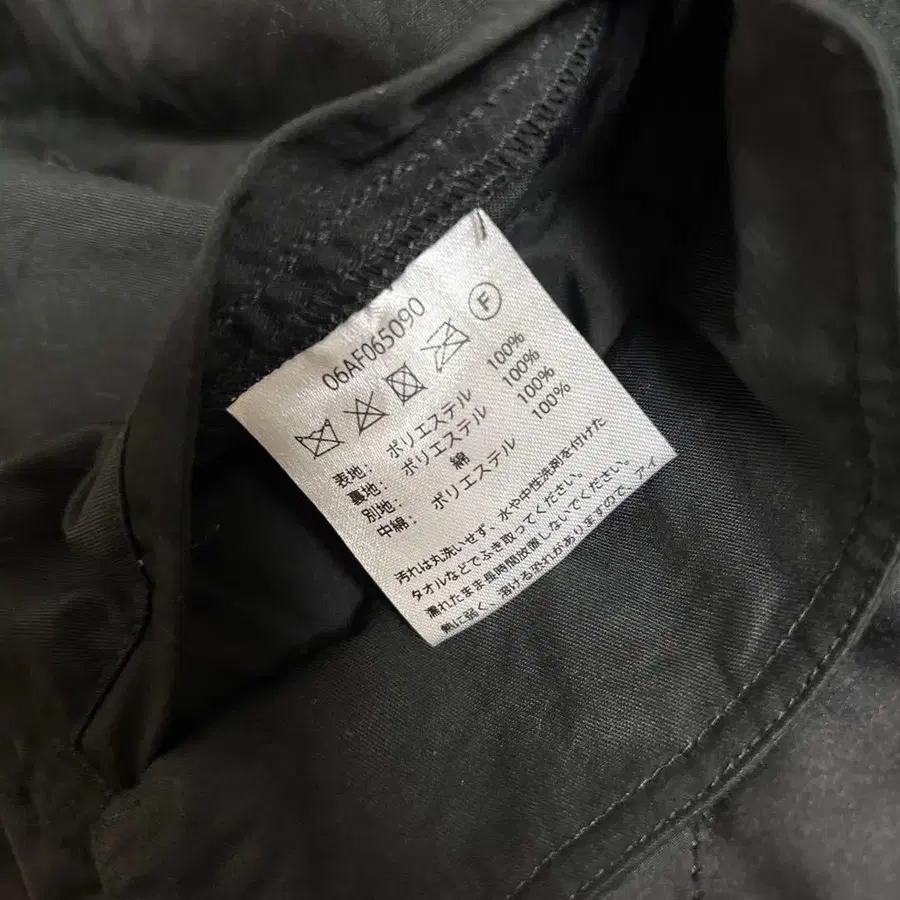 06AF065090
F
表地: ポリエステル 100%
裏地: ポリエステル 100%
別地: 綿 100%
中綿: ポリエステル 100%
汚れは丸洗いせず、水や中性洗剤を付けた
タオルなどでふき取ってください。
濡れたまま長時間放置しないでください。
熱に弱く、溶ける恐れがありますので、アイ